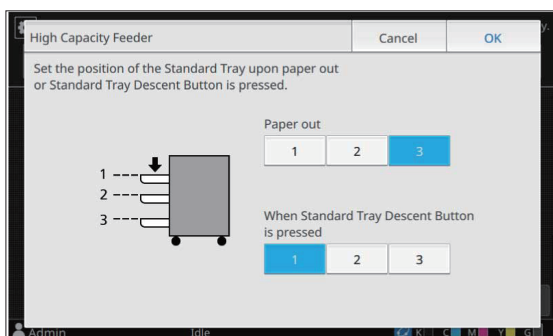 High Capacity Feeder
Cancel
OK
y.
Set the position of the Standard Tray upon paper out
or Standard Tray Descent Button is pressed.
Paper out
1 2 3
1
2
3
When Standard Tray Descent Button
is pressed
1 2 3
Admin
Idle
K C M Y G